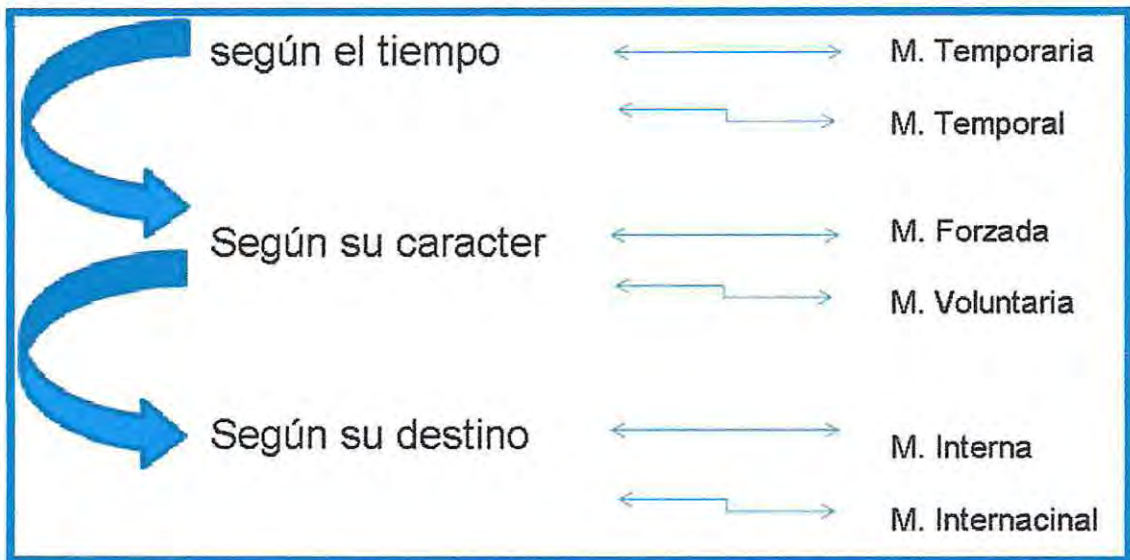 según el tiempo
M. Temporaria
M. Temporal
Según su caracter
M. Forzada
M. Voluntaria
Según su destino
M. Interna
M. Internacinal